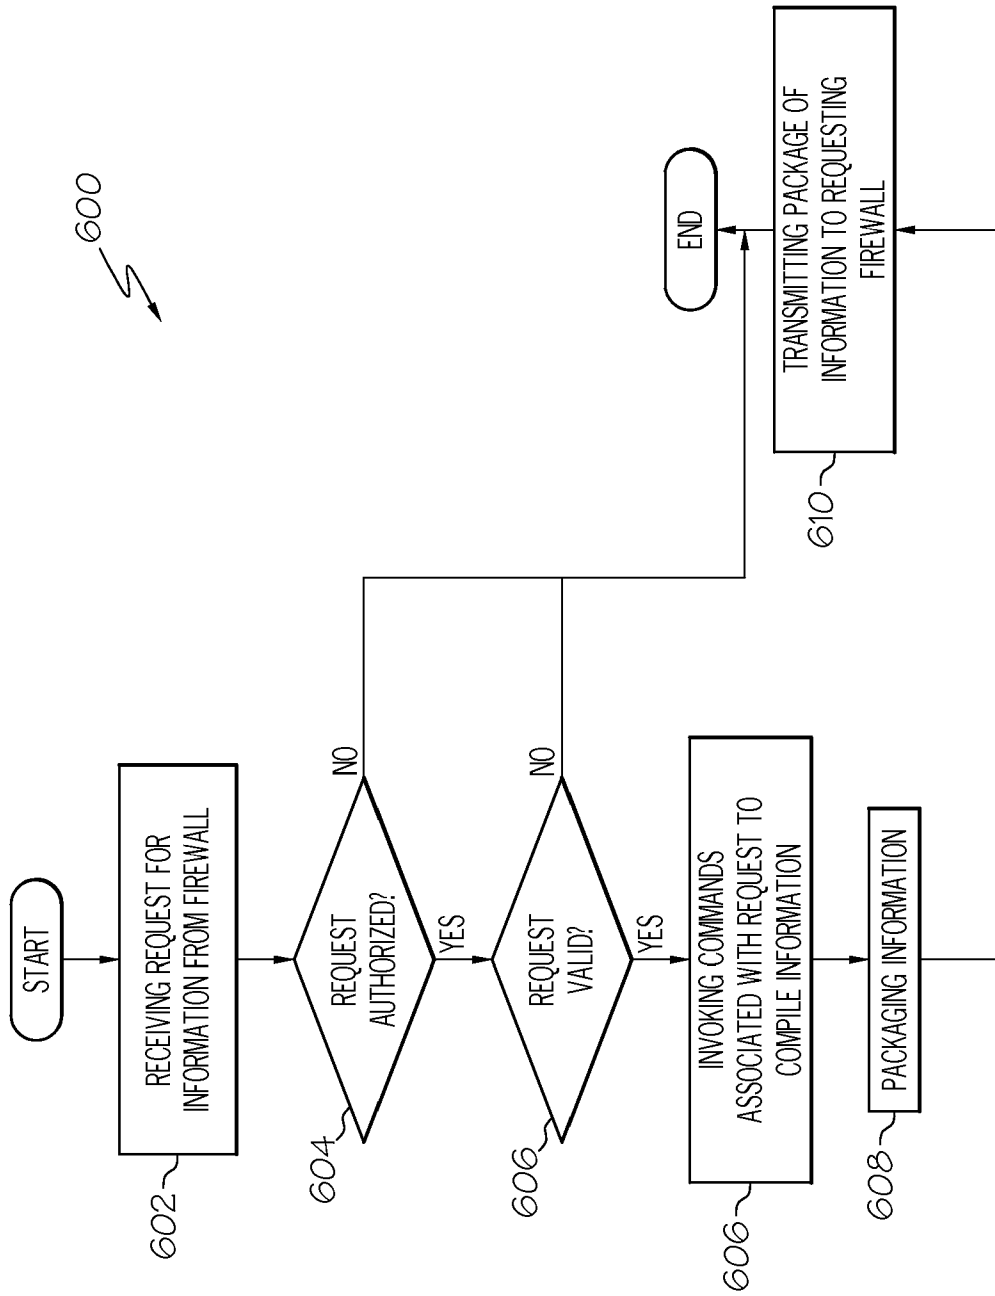 600
START
RECEIVING REQUEST FOR
INFORMATION FROM FIREWALL
602
REQUEST
AUTHORIZED?
604
NO
YES
REQUEST
VALID?
606
NO
YES
INVOKING COMMANDS
ASSOCIATED WITH REQUEST TO
COMPILE INFORMATION
606
PACKAGING INFORMATION
608
TRANSMITTING PACKAGE OF
INFORMATION TO REQUESTING
FIREWALL
610
END